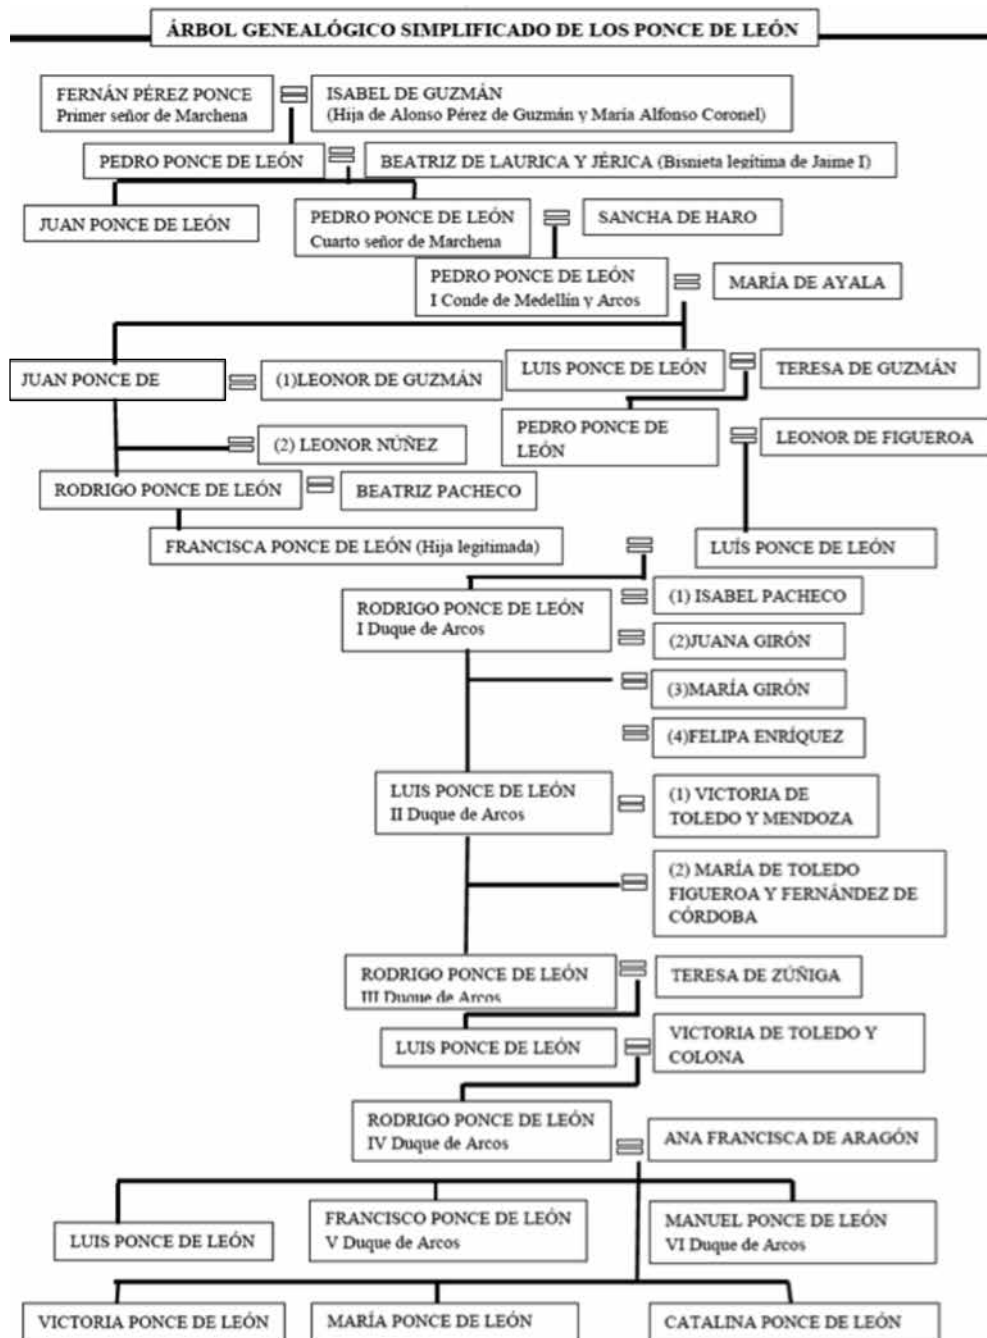 ÁRBOL GENEALÓGICO SIMPLIFICADO DE LOS PONCE DE LEÓN
FERNÁN PÉREZ PONCE
Primer señor de Marchena
ISABEL DE GUZMÁN
(Hija de Alonso Pérez de Guzmán y María Alfonso Coronel)
PEDRO PONCE DE LEÓN
BEATRIZ DE LAURICA Y JÉRICA (Bisnieta legítima de Jaime I)
JUAN PONCE DE LEÓN
PEDRO PONCE DE LEÓN
Cuarto señor de Marchena
SANCHA DE HARO
PEDRO PONCE DE LEÓN
I Conde de Medellín y Arcos
MARÍA DE AYALA
JUAN PONCE DE
(1)LEONOR DE GUZMÁN
LUIS PONCE DE LEÓN
TERESA DE GUZMÁN
(2) LEONOR NÚÑEZ
PEDRO PONCE DE
LEÓN
LEONOR DE FIGUEROA
RODRIGO PONCE DE LEÓN
BEATRIZ PACHECO
FRANCISCA PONCE DE LEÓN (Hija legitimada)
LUÍS PONCE DE LEÓN
RODRIGO PONCE DE LEÓN
I Duque de Arcos
(1) ISABEL PACHECO
(2)JUANA GIRÓN
(3)MARÍA GIRÓN
(4)FELIPA ENRÍQUEZ
LUIS PONCE DE LEÓN
II Duque de Arcos
(1) VICTORIA DE
TOLEDO Y MENDOZA
(2) MARÍA DE TOLEDO
FIGUEROA Y FERNÁNDEZ DE
CÓRDOBA
RODRIGO PONCE DE LEÓN
III Duque de Arcos
TERESA DE ZÚÑIGA
LUIS PONCE DE LEÓN
VICTORIA DE TOLEDO Y
COLONA
RODRIGO PONCE DE LEÓN
IV Duque de Arcos
ANA FRANCISCA DE ARAGÓN
LUIS PONCE DE LEÓN
FRANCISCO PONCE DE LEÓN
V Duque de Arcos
MANUEL PONCE DE LEÓN
VI Duque de Arcos
VICTORIA PONCE DE LEÓN
MARÍA PONCE DE LEÓN
CATALINA PONCE DE LEÓN